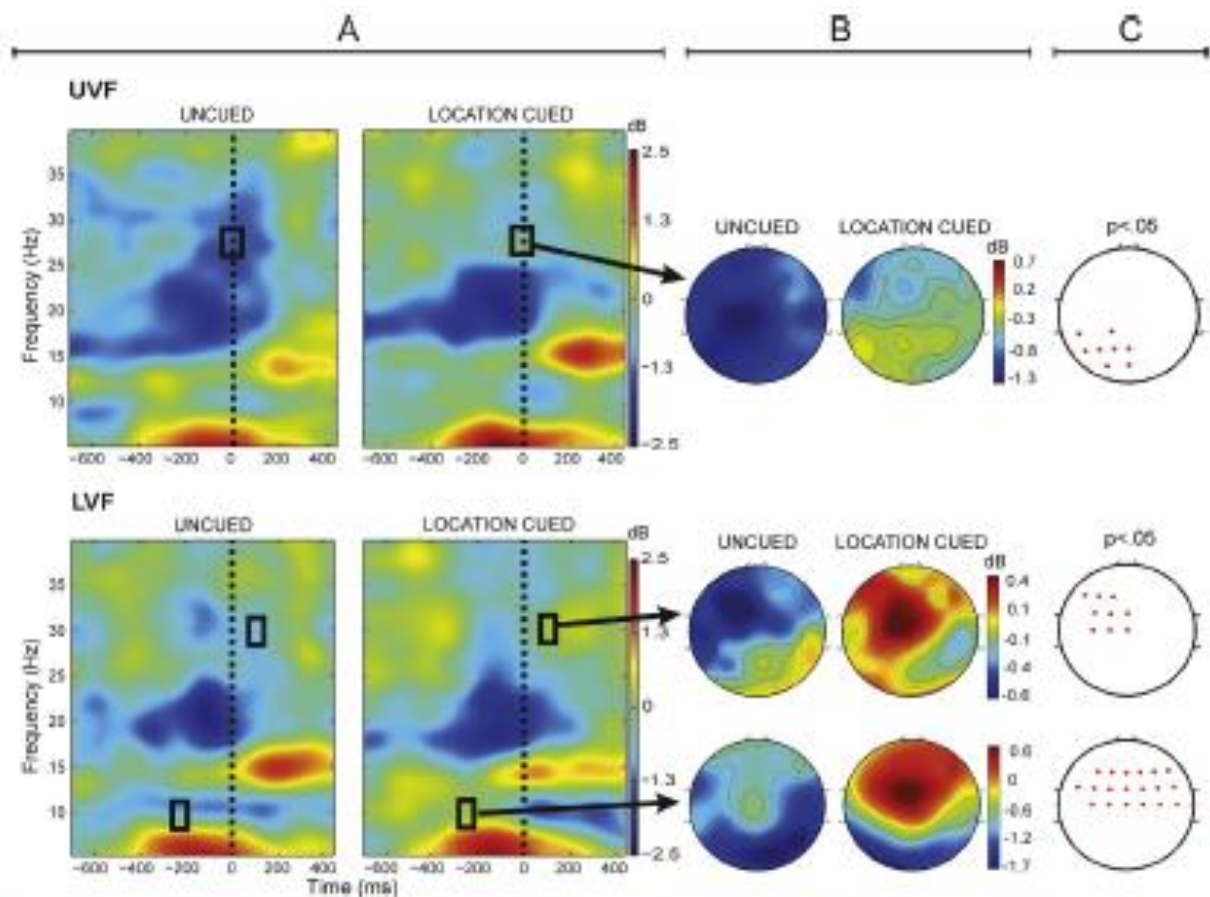 A B C
UVF
UNCUED LOCATION CUED
dB
2.5
1.3
0
−1.3
−2.5
Frequency (Hz)
35
30
25
20
15
10
−600 −400 −200 0 200 400
−600 −400 −200 0 200 400
UNCUED LOCATION CUED p<.05
dB
0.7
0.2
-0.3
-0.8
-1.3
LVF
UNCUED LOCATION CUED
dB
2.5
1.3
0
−1.3
−2.5
Frequency (Hz)
35
30
25
20
15
10
−600 −400 −200 0 200 400
−600 −400 −200 0 200 400
Time (ms)
UNCUED LOCATION CUED p<.05
dB
0.4
0.1
-0.1
-0.4
-0.6
0.6
0
-0.6
-1.2
-1.7